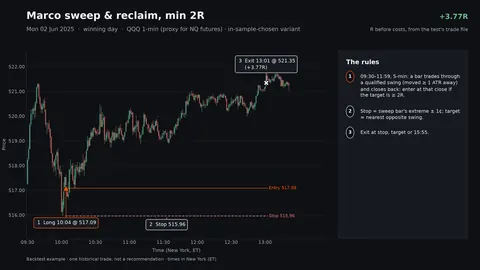 Marco sweep & reclaim, min 2R
+3.77R
Mon 02 Jun 2025 · winning day · QQQ 1-min (proxy for NQ futures) · in-sample-chosen variant
R before costs, from the test's trade file
3 Exit 13:01 @ 521.35
(+3.77R)
The rules
1 09:30–11:59, 5-min: a bar trades through
a qualified swing (moved ≥ 1 ATR away)
and closes back: enter at that close if
the target is ≥ 2R.
2 Stop = sweep bar's extreme ± 1¢; target
= nearest opposite swing.
3 Exit at stop, target or 15:55.
522.00
521.00
520.00
519.00
518.00
517.00
516.00
Price
Entry 517.09
Stop 515.96
1 Long 10:04 @ 517.09
2 Stop 515.96
09:30
10:00
10:30
11:00
11:30
12:00
12:30
13:00
Time (New York, ET)
Backtest example · one historical trade, not a recommendation · times in New York (ET)